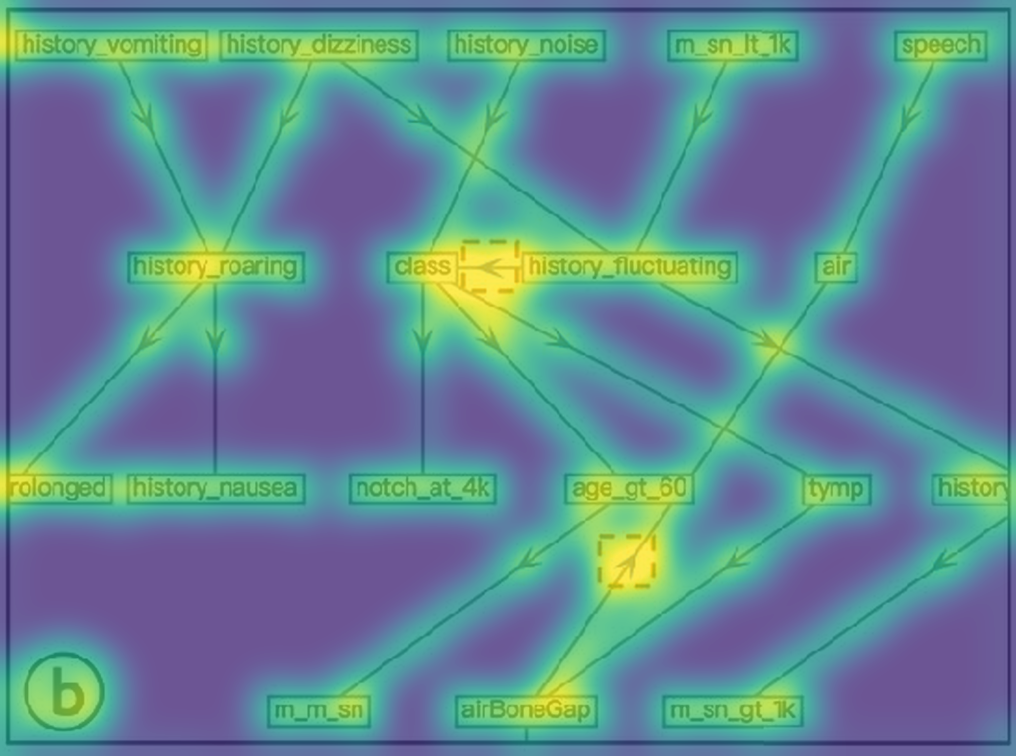 history_vomiting history_dizziness history_noise m_sn_lt_1k speech
history_roaring class history_fluctuating air
rolonged history_nausea notch_at_4k age_gt_60 tymp history
m_m_sn airBoneGap m_sn_gt_1k
b